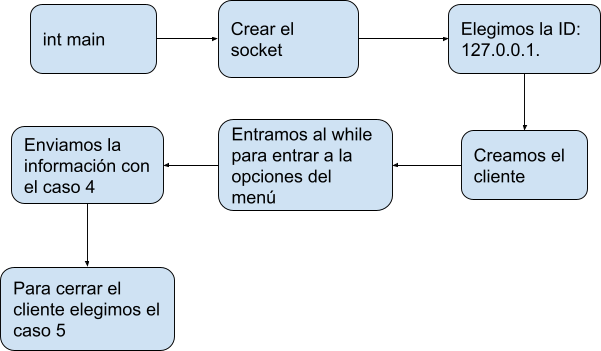 int main
Crear el
socket
Elegimos la ID:
127.0.0.1.
Creamos el
cliente
Entramos al while
para entrar a la
opciones del
menú
Enviamos la
información con
el caso 4
Para cerrar el
cliente elegimos el
caso 5